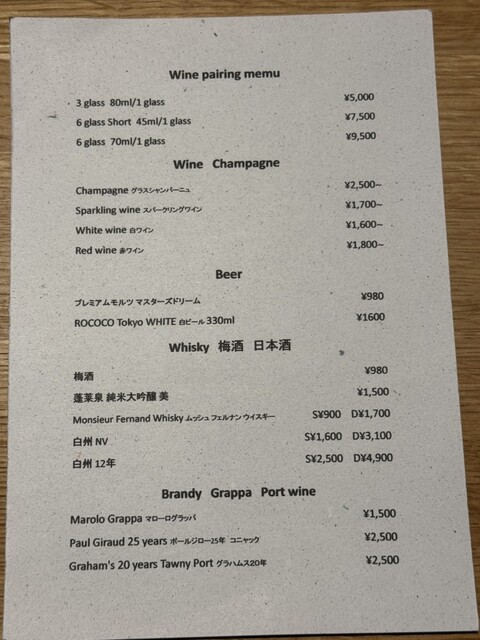 Wine pairing memu
3 glass 80ml/1 glass ¥5,000
6 glass Short 45ml/1 glass ¥7,500
6 glass 70ml/1 glass ¥9,500
Wine Champagne
Champagne グラスシャンパーニュ ¥2,500~
Sparkling wine スパークリングワイン ¥1,700~
White wine 白ワイン ¥1,600~
Red wine 赤ワイン ¥1,800~
Beer
プレミアムモルツ マスターズドリーム ¥980
ROCOCO Tokyo WHITE 白ビール 330ml ¥1600
Whisky 梅酒 日本酒
梅酒 ¥980
蓬莱泉 純米大吟醸 美 ¥1,500
Monsieur Fernand Whisky ムッシュ フェルナン ウイスキー S¥900 D¥1,700
白州 NV S¥1,600 D¥3,100
白州 12年 S¥2,500 D¥4,900
Brandy Grappa Port wine
Marolo Grappa マローログラッパ ¥1,500
Paul Giraud 25 years ポールジロー25年 コニャック ¥2,500
Graham's 20 years Tawny Port グラハムス20年 ¥2,500